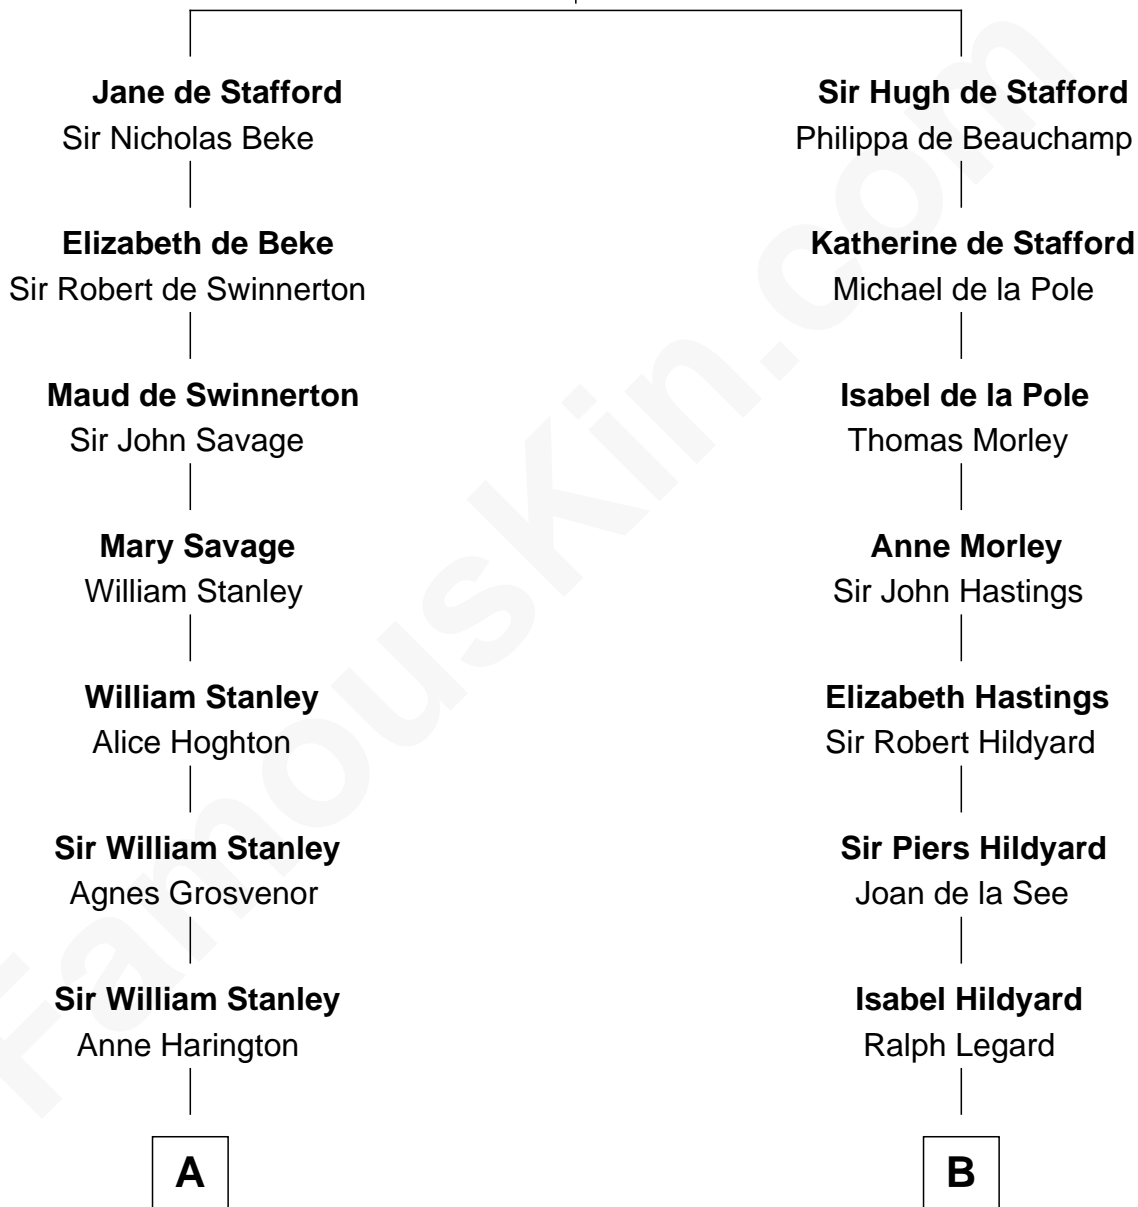 Jane de Stafford
Sir Nicholas Beke
Elizabeth de Beke
Sir Robert de Swinnerton
Maud de Swinnerton
Sir John Savage
Mary Savage
William Stanley
William Stanley
Alice Hoghton
Sir William Stanley
Agnes Grosvenor
Sir William Stanley
Anne Harington
A
Sir Hugh de Stafford
Philippa de Beauchamp
Katherine de Stafford
Michael de la Pole
Isabel de la Pole
Thomas Morley
Anne Morley
Sir John Hastings
Elizabeth Hastings
Sir Robert Hildyard
Sir Piers Hildyard
Joan de la See
Isabel Hildyard
Ralph Legard
B
FamousKin.com